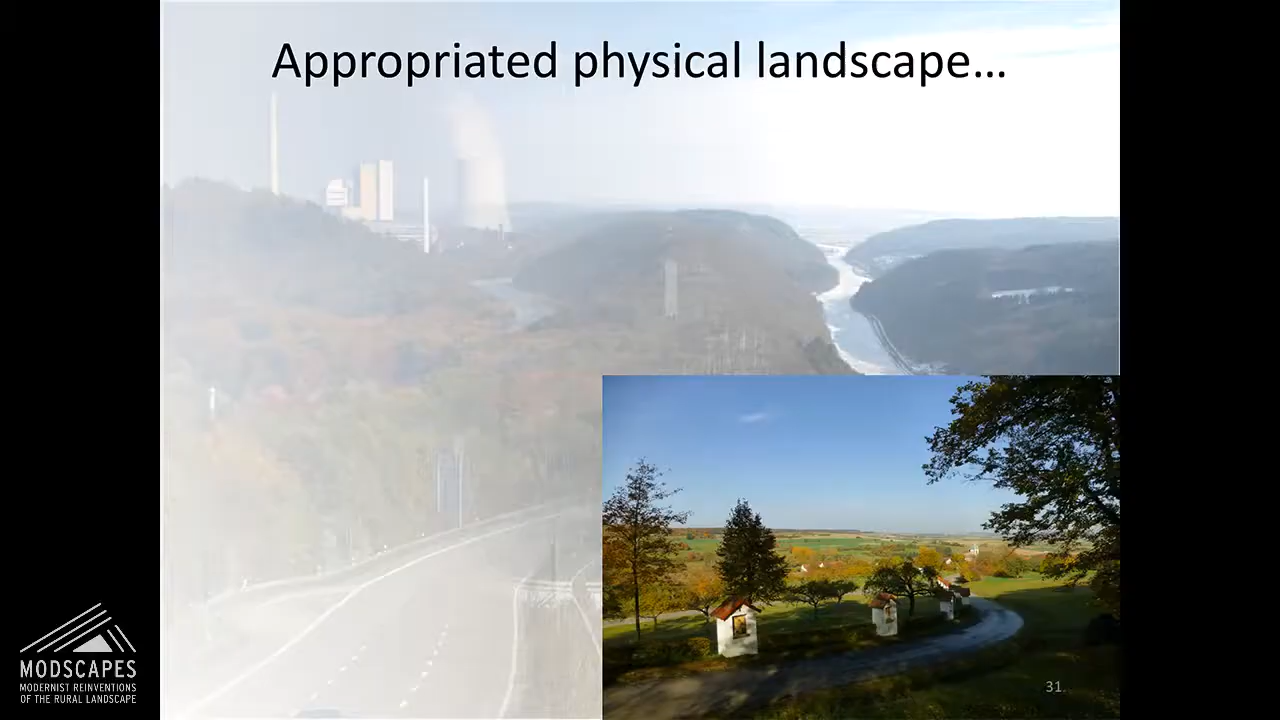 Appropriated physical landscape...
31.
MODSCAPES
MODERNIST REINVENTIONS
OF THE RURAL LANDSCAPE